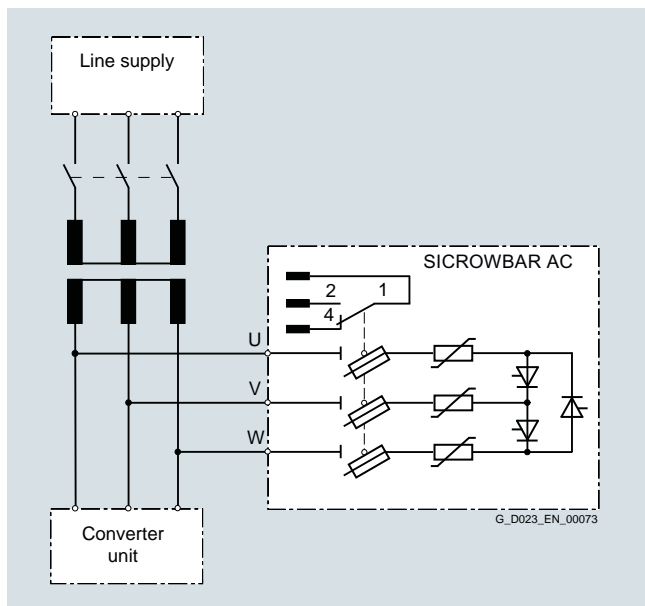 Line supply
SICROWBAR AC
2 1
4
U
V
W
G_D023_EN_00073
Converter
unit